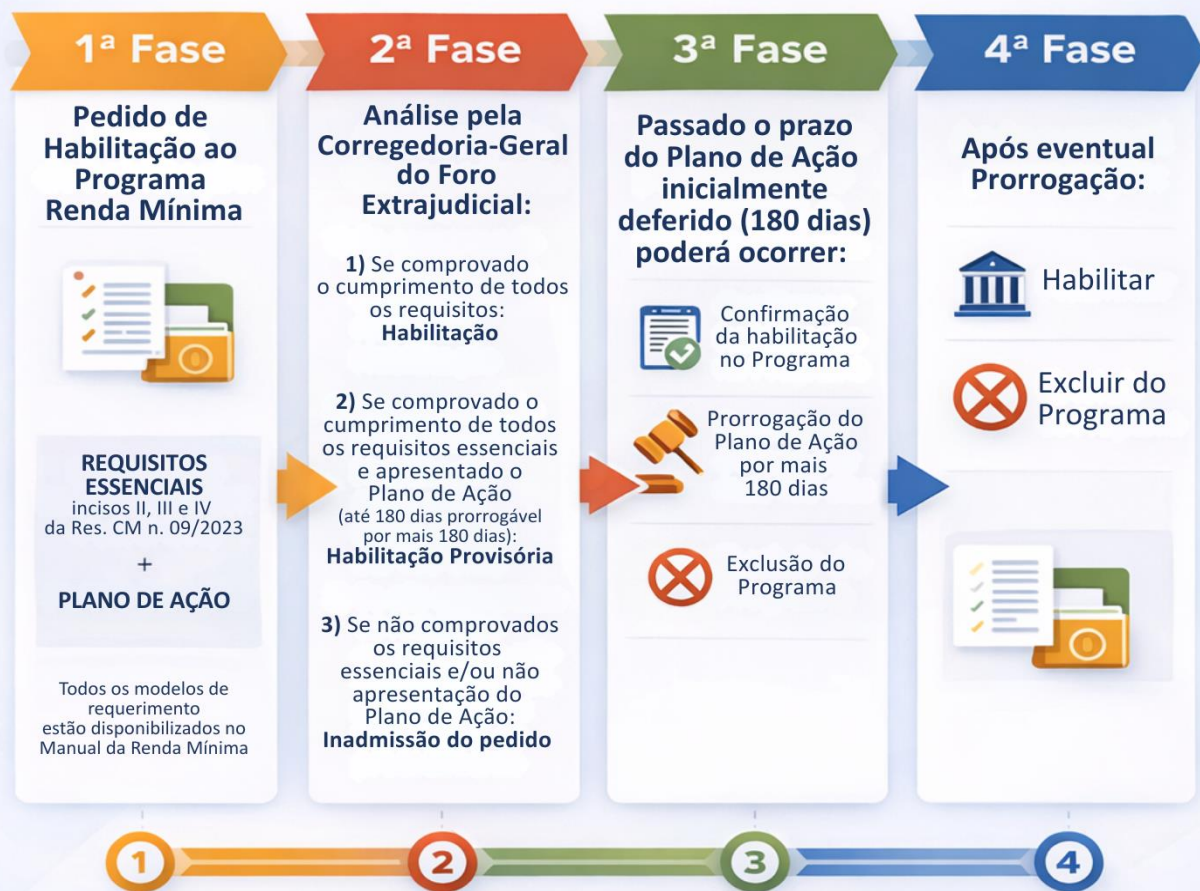 1ª Fase
Pedido de
Habilitação ao
Programa
Renda Mínima
REQUISITOS
ESSENCIAIS
incisos II, III e IV
da Res. CM n. 09/2023
+
PLANO DE AÇÃO
Todos os modelos de
requerimento
estão disponibilizados no
Manual da Renda Mínima
2ª Fase
Análise pela
Corregedoria-Geral
do Foro
Extrajudicial:
1) Se comprovado
o cumprimento de todos
os requisitos:
Habilitação
2) Se comprovado o
cumprimento de todos
os requisitos essenciais
e apresentado o
Plano de Ação
(até 180 dias prorrogável
por mais 180 dias):
Habilitação Provisória
3) Se não comprovados
os requisitos
essenciais e/ou não
apresentação do
Plano de Ação:
Inadmissão do pedido
3ª Fase
Passado o prazo
do Plano de Ação
inicialmente
deferido (180 dias)
poderá ocorrer:
Confirmação
da habilitação
no Programa
Prorrogação do
Plano de Ação
por mais
180 dias
Exclusão do
Programa
4ª Fase
Após eventual
Prorrogação:
Habilitar
Excluir do
Programa
1
2
3
4